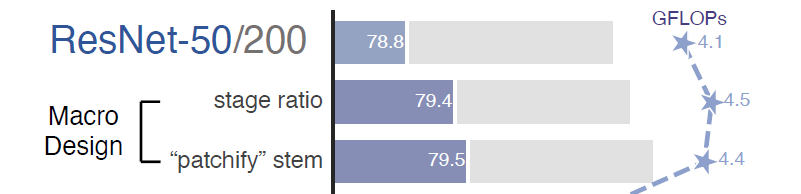 GFLOPs
ResNet-50/200
78.8
4.1
stage ratio
79.4
4.5
Macro
Design
“patchify” stem
79.5
4.4